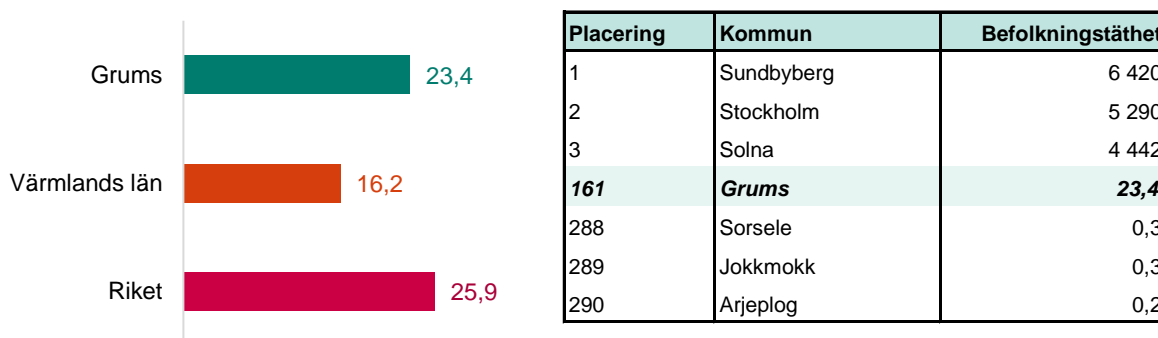 Grums 23,4
Värmlands län 16,2
Riket 25,9
Placering Kommun Befolkningstäthet
1 Sundbyberg 6 420
2 Stockholm 5 290
3 Solna 4 442
161 Grums 23,4
288 Sorsele 0,3
289 Jokkmokk 0,3
290 Arjeplog 0,2